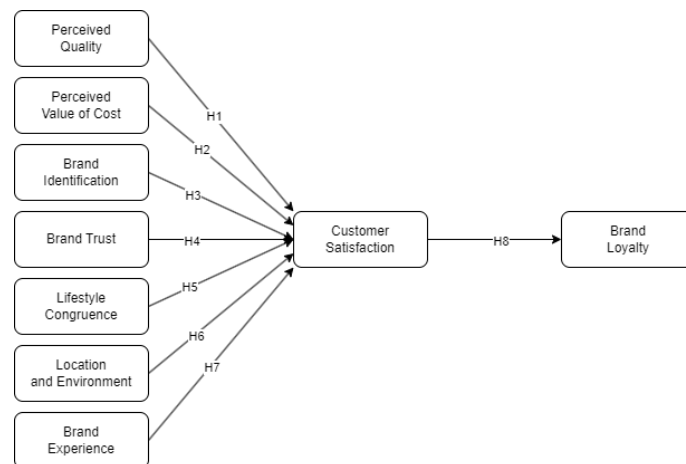 Perceived
Quality
H1
Perceived
Value of Cost
H2
Brand
Identification
H3
Brand Trust
H4
Customer
Satisfaction
H8
Brand
Loyalty
Lifestyle
Congruence
H5
Location
and Environment
H6
Brand
Experience
H7